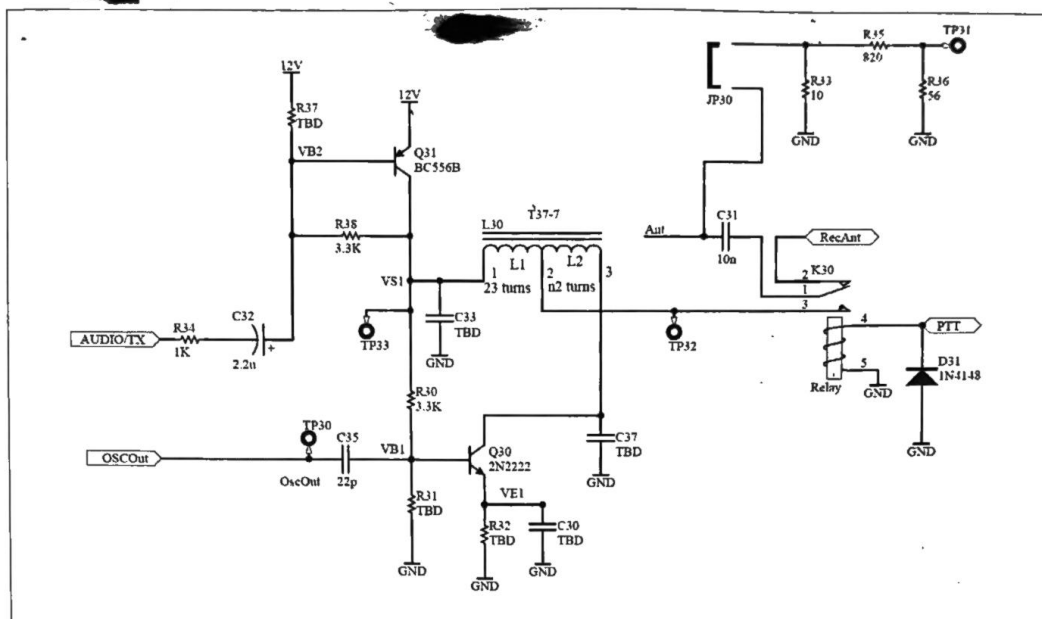 R35
820
TP31
R33
10
R36
56
JP30
GND
GND
12V
12V
R37
TBD
VB2
Q31
BC556B
T37-7
L30
R38
3.3K
Ant
C31
10n
RecAnt
L1
L2
VS1
1
2
3
23 turns
n2 turns
2
K30
1
3
C33
TBD
C32
R34
AUDIO/TX
1K
2.2u
+
TP33
GND
TP32
4
PTT
5
D31
1N4148
Relay
GND
R30
3.3K
GND
TP30
C35
VB1
Q30
2N2222
C37
TBD
OSCOut
OscOut
22p
GND
R31
TBD
VE1
R32
TBD
C30
TBD
GND
GND
GND